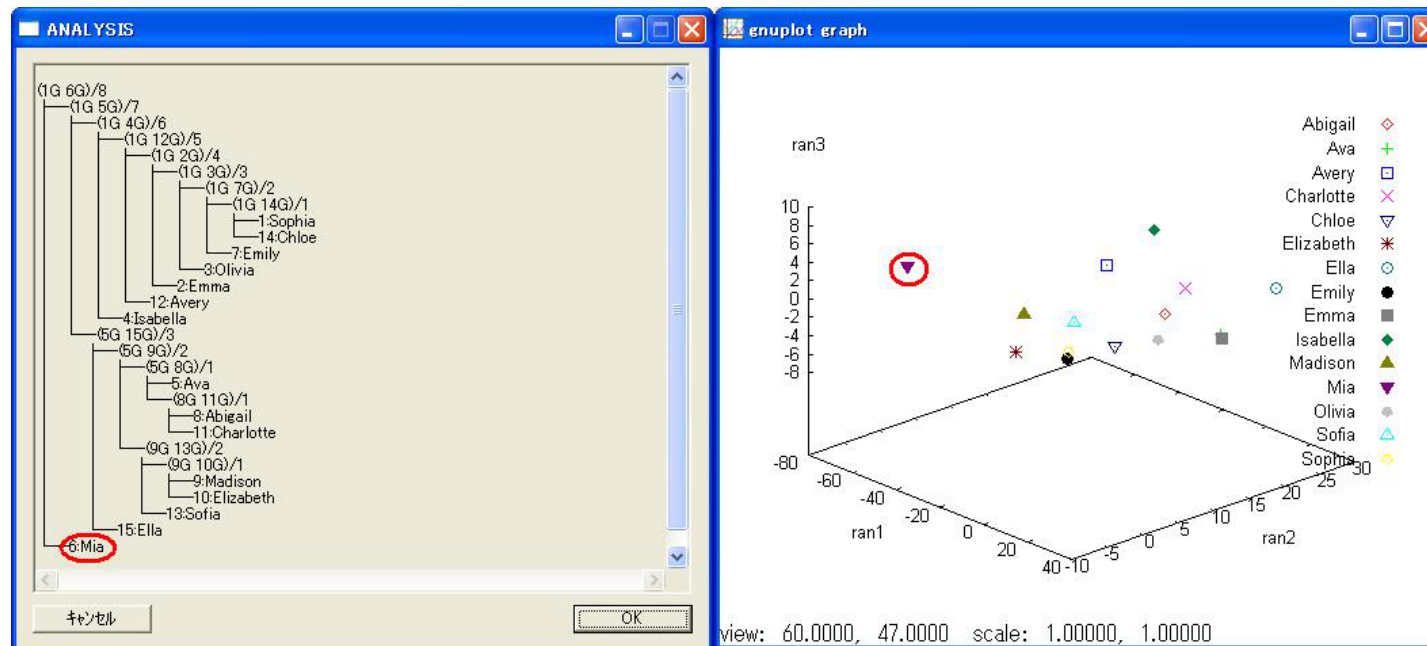 ANALYSIS
(1G 6G)/8
(1G 5G)/7
(1G 4G)/6
(1G 12G)/5
(1G 2G)/4
(1G 3G)/3
(1G 7G)/2
(1G 14G)/1
1:Sophia
14:Chloe
7:Emily
3:Olivia
2:Emma
12:Avery
4:Isabella
(5G 15G)/3
(5G 9G)/2
(5G 8G)/1
5:Ava
(8G 11G)/1
8:Abigail
11:Charlotte
(9G 13G)/2
(9G 10G)/1
9:Madison
10:Elizabeth
13:Sofia
15:Ella
6:Mia
キャンセル
OK
gnuplot graph
ran3
Abigail
Ava
Avery
Charlotte
Chloe
Elizabeth
Ella
Emily
Emma
Isabella
Madison
Mia
Olivia
Sofia
Sophia
10
8
6
4
2
0
-2
-4
-6
-8
-80
-60
-40
-20
0
20
40
ran1
-10
-5
0
5
10
15
20
25
30
ran2
view: 60.0000, 47.0000 scale: 1.00000, 1.00000